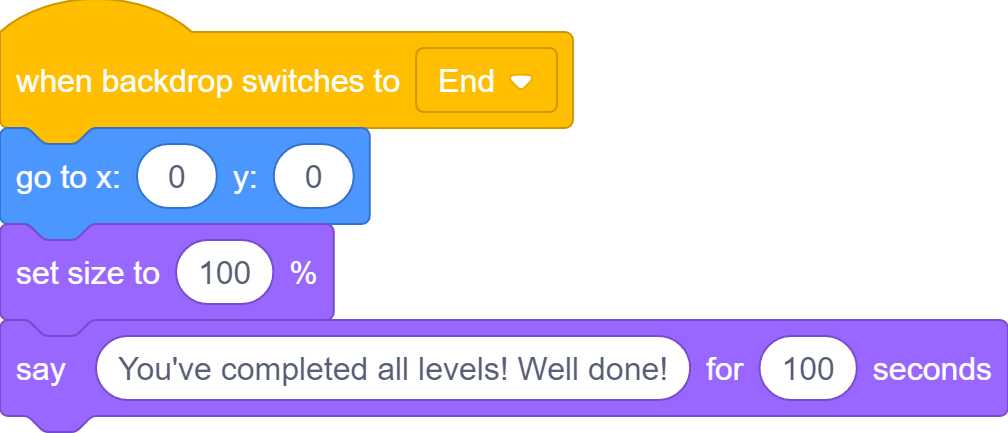 when backdrop switches to End
go to x: 0 y: 0
set size to 100 %
say You've completed all levels! Well done! for 100 seconds